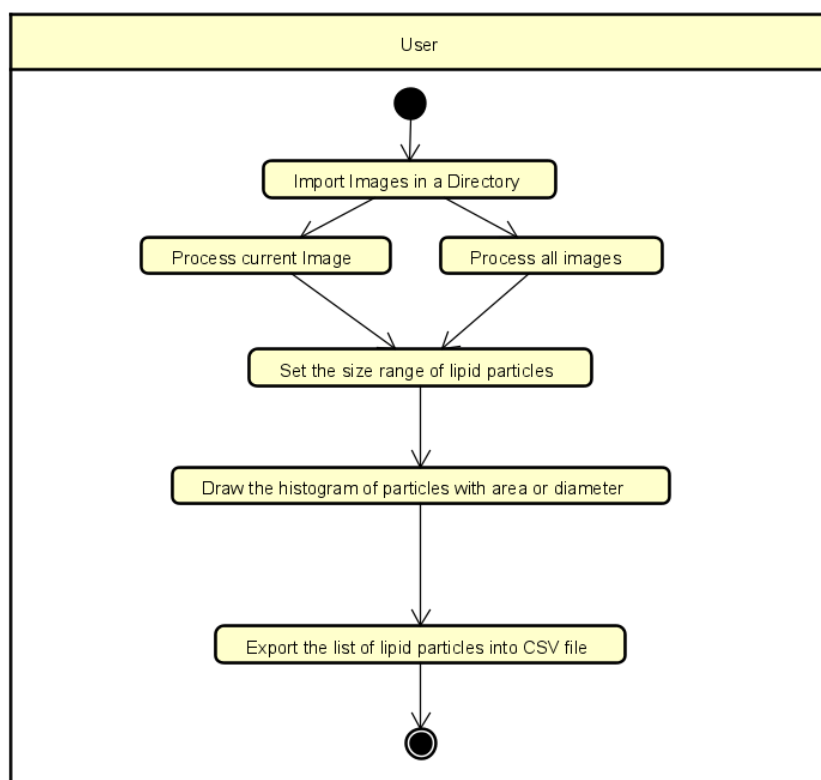 User
Import Images in a Directory
Process current Image
Process all images
Set the size range of lipid particles
Draw the histogram of particles with area or diameter
Export the list of lipid particles into CSV file